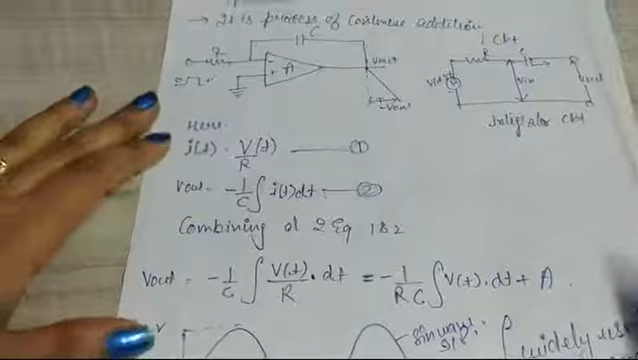 → It is process of continuous addition
C
R
A
Vout
-Vout
Ckt
R
C
Vin
Vout
Integrator Ckt
Here
i(t) = V(t)/R —— ①
Vout = -1/C ∫ i(t)dt —— ②
Combining of 2 Eq 1 & 2
Vout = -1/C ∫ V(t)/R · dt = -1/RC ∫ V(t)·dt + A
V
widely